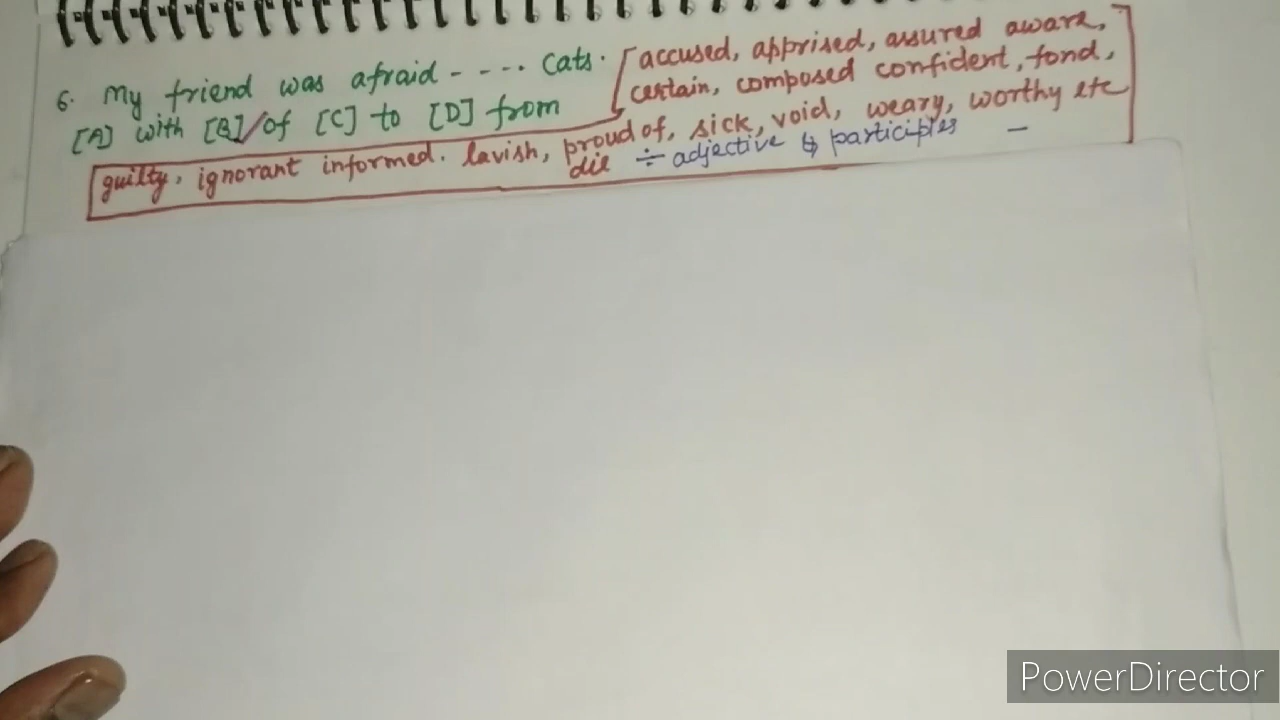 6. My friend was afraid - - - - . . cats.
[A] with [B] of [C] to [D] from
[accused, apprised, assured aware,
certain, composed confident, fond,
guilty, ignorant informed. lavish, proud of, sick, void, weary, worthy etc]
die ÷ adjective & participles -
PowerDirector